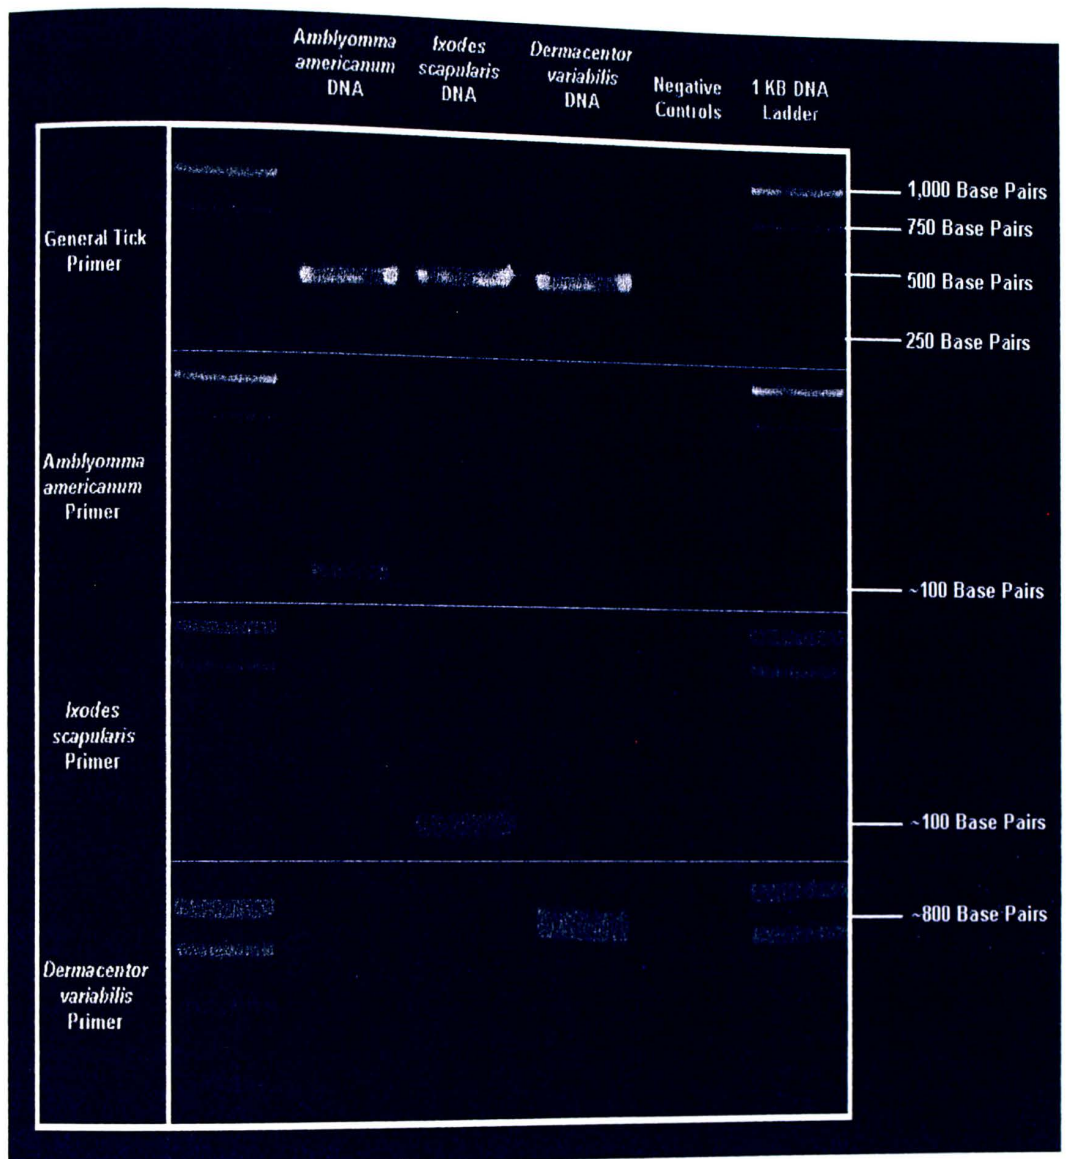 Amblyomma
americanum
DNA
Ixodes
scapularis
DNA
Dermacentor
variabilis
DNA
Negative
Controls
1 KB DNA
Ladder
General Tick
Primer
1,000 Base Pairs
750 Base Pairs
500 Base Pairs
250 Base Pairs
Amblyomma
americanum
Primer
~100 Base Pairs
Ixodes
scapularis
Primer
~100 Base Pairs
Dermacentor
variabilis
Primer
~800 Base Pairs